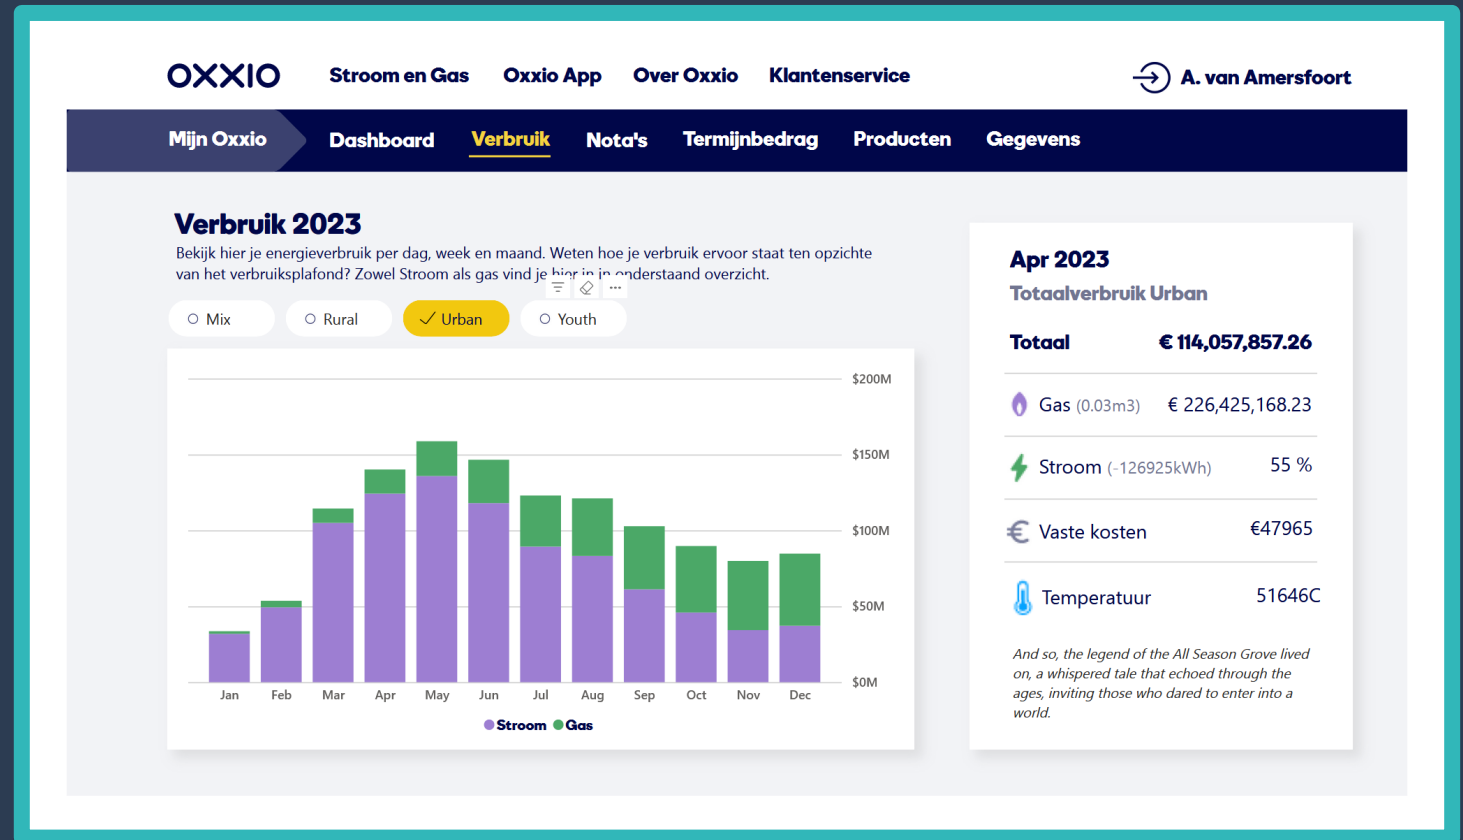 OXXIO
Stroom en Gas
Oxxio App
Over Oxxio
Klantenservice
A. van Amersfoort
Mijn Oxxio
Dashboard
Verbruik
Nota's
Termijnbedrag
Producten
Gegevens
Verbruik 2023
Bekijk hier je energieverbruik per dag, week en maand. Weten hoe je verbruik ervoor staat ten opzichte
van het verbruiksplafond? Zowel Stroom als gas vind je hier in in onderstaand overzicht.
Mix
Rural
Urban
Youth
$200M
$150M
$100M
$50M
$0M
Jan
Feb
Mar
Apr
May
Jun
Jul
Aug
Sep
Oct
Nov
Dec
Stroom
Gas
Apr 2023
Totaalverbruik Urban
Totaal € 114,057,857.26
Gas (0.03m3) € 226,425,168.23
Stroom (-126925kWh) 55 %
Vaste kosten €47965
Temperatuur 51646C
And so, the legend of the All Season Grove lived
on, a whispered tale that echoed through the
ages, inviting those who dared to enter into a
world.